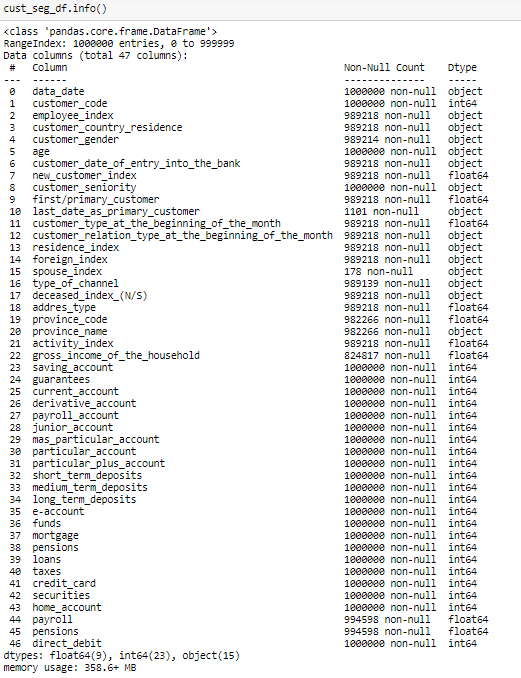 cust_seg_df.info()
<class 'pandas.core.frame.DataFrame'>
RangeIndex: 1000000 entries, 0 to 999999
Data columns (total 47 columns):
 #   Column                                            Non-Null Count    Dtype
---  ------                                            --------------    -----
 0   data_date                                         1000000 non-null  object
 1   customer_code                                     1000000 non-null  int64
 2   employee_index                                    989218 non-null   object
 3   customer_country_residence                        989218 non-null   object
 4   customer_gender                                   989214 non-null   object
 5   age                                               1000000 non-null  object
 6   customer_date_of_entry_into_the_bank              989218 non-null   object
 7   new_customer_index                                989218 non-null   float64
 8   customer_seniority                                1000000 non-null  object
 9   first/primary_customer                            989218 non-null   float64
 10  last_date_as_primary_customer                     1101 non-null     object
 11  customer_type_at_the_beginning_of_the_month       989218 non-null   float64
 12  customer_relation_type_at_the_beginning_of_the_month  989218 non-null   object
 13  residence_index                                   989218 non-null   object
 14  foreign_index                                     989218 non-null   object
 15  spouse_index                                      178 non-null      object
 16  type_of_channel                                   989139 non-null   object
 17  deceased_index_(N/S)                              989218 non-null   object
 18  addres_type                                       989218 non-null   float64
 19  province_code                                     982266 non-null   float64
 20  province_name                                     982266 non-null   object
 21  activity_index                                    989218 non-null   float64
 22  gross_income_of_the_household                     824817 non-null   float64
 23  saving_account                                    1000000 non-null  int64
 24  guarantees                                        1000000 non-null  int64
 25  current_account                                   1000000 non-null  int64
 26  derivative_account                                1000000 non-null  int64
 27  payroll_account                                   1000000 non-null  int64
 28  junior_account                                    1000000 non-null  int64
 29  mas_particular_account                            1000000 non-null  int64
 30  particular_account                                1000000 non-null  int64
 31  particular_plus_account                           1000000 non-null  int64
 32  short_term_deposits                               1000000 non-null  int64
 33  medium_term_deposits                              1000000 non-null  int64
 34  long_term_deposits                                1000000 non-null  int64
 35  e-account                                         1000000 non-null  int64
 36  funds                                             1000000 non-null  int64
 37  mortgage                                          1000000 non-null  int64
 38  pensions                                          1000000 non-null  int64
 39  loans                                             1000000 non-null  int64
 40  taxes                                             1000000 non-null  int64
 41  credit_card                                       1000000 non-null  int64
 42  securities                                        1000000 non-null  int64
 43  home_account                                      1000000 non-null  int64
 44  payroll                                           994598 non-null   float64
 45  pensions                                          994598 non-null   float64
 46  direct_debit                                      1000000 non-null  int64
dtypes: float64(9), int64(23), object(15)
memory usage: 358.6+ MB